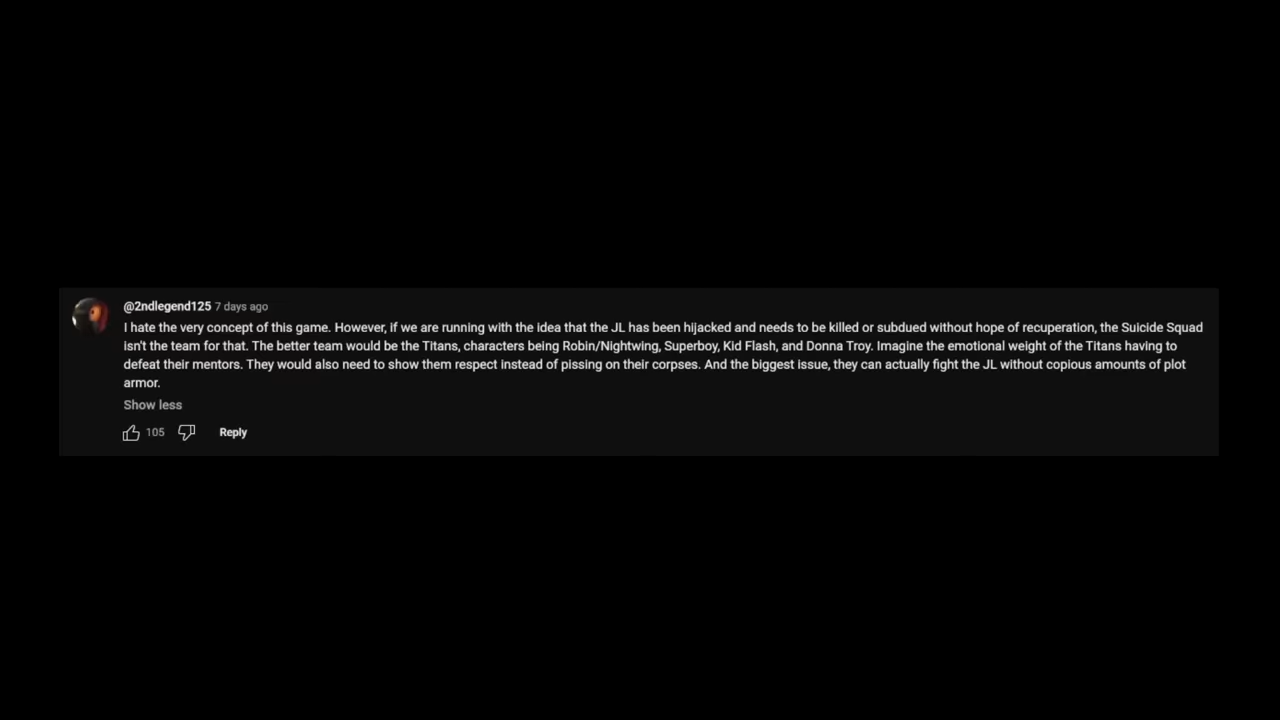 @2ndlegend125 7 days ago
I hate the very concept of this game. However, if we are running with the idea that the JL has been hijacked and needs to be killed or subdued without hope of recuperation, the Suicide Squad
isn't the team for that. The better team would be the Titans, characters being Robin/Nightwing, Superboy, Kid Flash, and Donna Troy. Imagine the emotional weight of the Titans having to
defeat their mentors. They would also need to show them respect instead of pissing on their corpses. And the biggest issue, they can actually fight the JL without copious amounts of plot
armor.
Show less
105 Reply